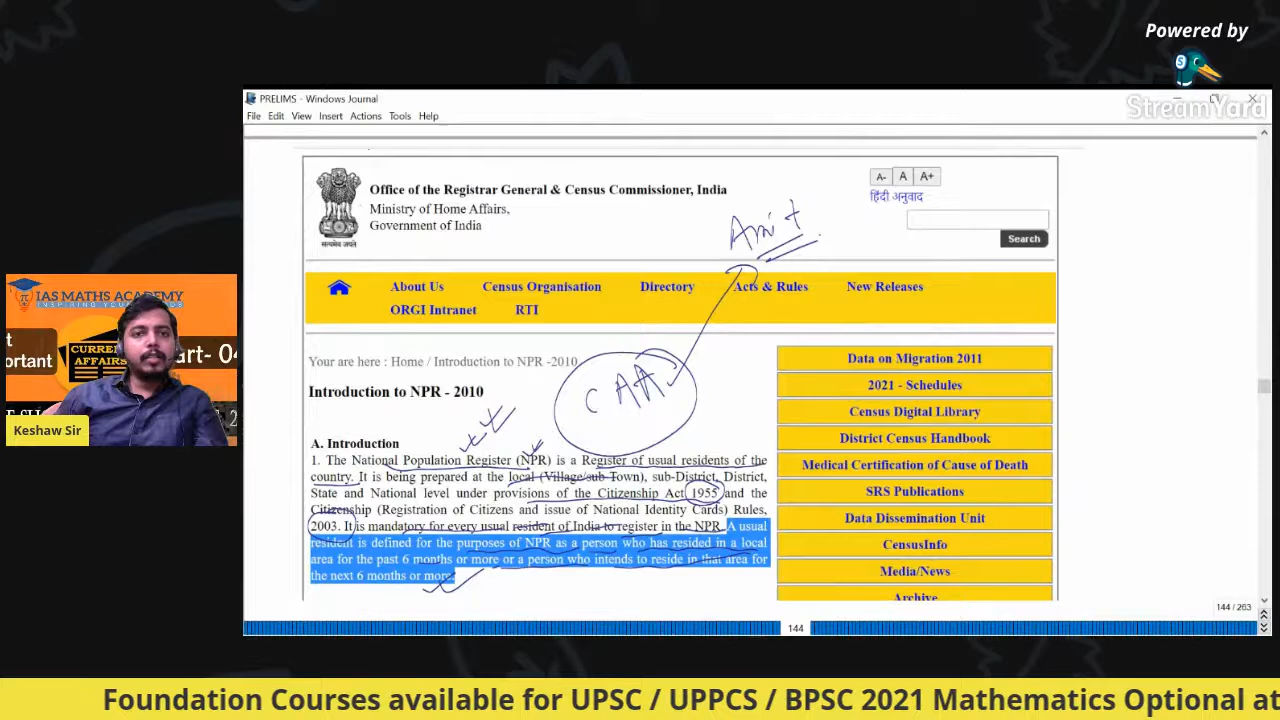 Powered by
StreamYard
PRELIMS - Windows Journal
File Edit View Insert Actions Tools Help
Office of the Registrar General & Census Commissioner, India
Ministry of Home Affairs,
Government of India
सत्यमेव जयते
A- A A+
हिंदी अनुवाद
Search
Am't
About Us Census Organisation Directory Acts & Rules New Releases
ORGI Intranet RTI
Your are here : Home / Introduction to NPR -2010
Introduction to NPR - 2010
CAA
A. Introduction
1. The National Population Register (NPR) is a Register of usual residents of the
country. It is being prepared at the local (Village/sub Town), sub-District, District,
State and National level under provisions of the Citizenship Act 1955 and the
Citizenship (Registration of Citizens and issue of National Identity Cards) Rules,
2003. It is mandatory for every usual resident of India to register in the NPR. A usual
resident is defined for the purposes of NPR as a person who has resided in a local
area for the past 6 months or more or a person who intends to reside in that area for
the next 6 months or more.
Data on Migration 2011
2021 - Schedules
Census Digital Library
District Census Handbook
Medical Certification of Cause of Death
SRS Publications
Data Dissemination Unit
CensusInfo
Media/News
Archive
144 / 263
144
IAS MATHS ACADEMY
CURRE
AFFAIRS
art- 04
portant
Keshaw Sir
Foundation Courses available for UPSC / UPPCS / BPSC 2021 Mathematics Optional at